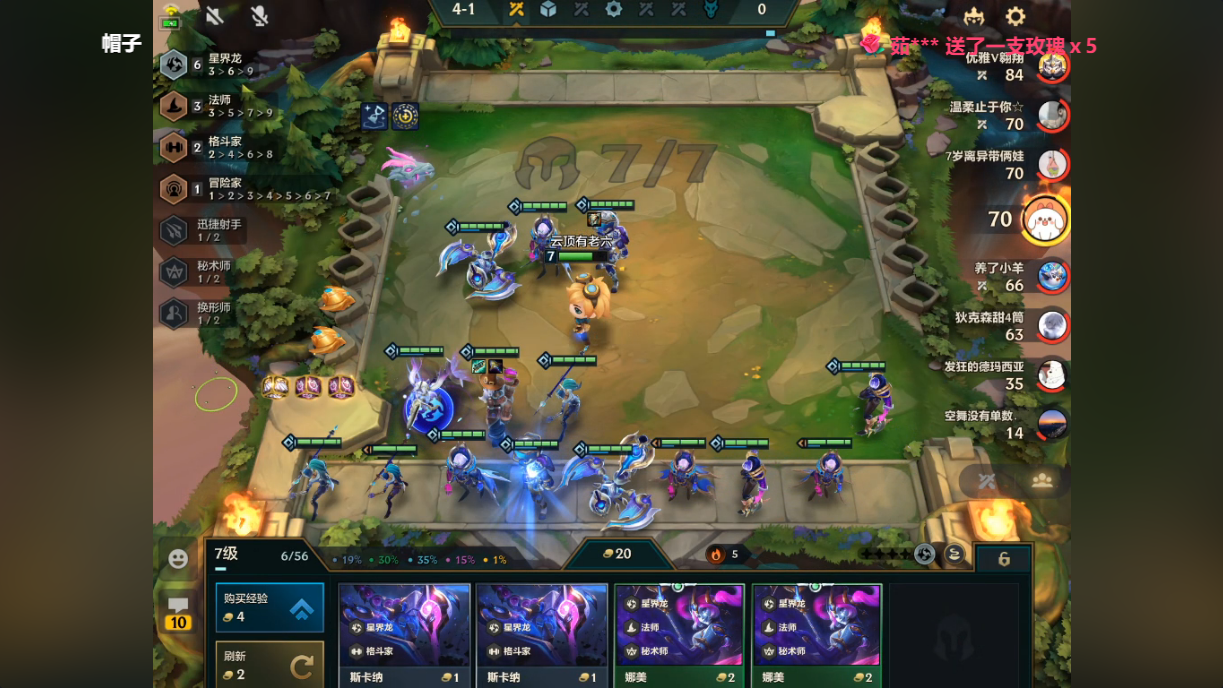 帽子
4-1
0
茹*** 送了一支玫瑰 x 5
6
星界龙
3 > 6 > 9
3
法师
3 > 5 > 7 > 9
2
格斗家
2 > 4 > 6 > 8
1
冒险家
1 > 2 > 3 > 4 > 5 > 6 > 7
迅捷射手
1 / 2
秘术师
1 / 2
换形师
1 / 2
7/7
云顶有老六
7
优雅V翱翔
84
温柔止于你☆
70
7岁离异带俩娃
70
70
养了小羊
66
狄克森甜4筒
63
发狂的德玛西亚
35
空舞没有单数.
14
10
7级
6/56
19%
30%
35%
15%
1%
20
5
购买经验
4
刷新
2
星界龙
格斗家
斯卡纳
1
星界龙
格斗家
斯卡纳
1
星界龙
法师
秘术师
娜美
2
星界龙
法师
秘术师
娜美
2